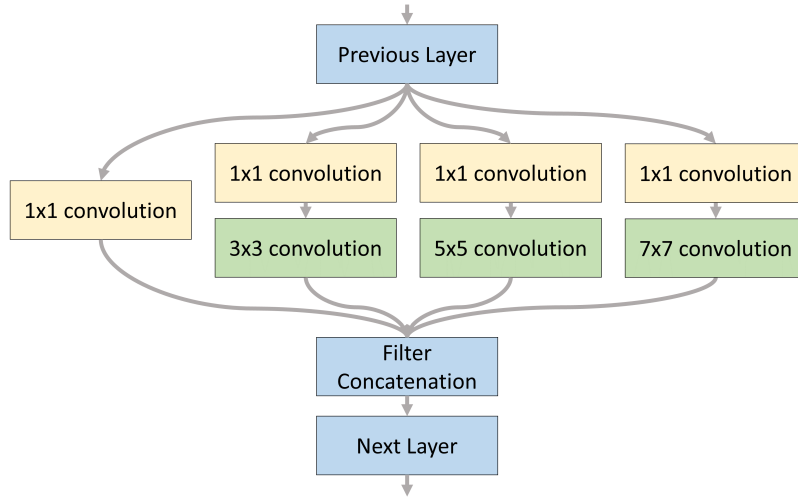 Previous Layer
1x1 convolution
1x1 convolution
1x1 convolution
1x1 convolution
3x3 convolution
5x5 convolution
7x7 convolution
Filter
Concatenation
Next Layer